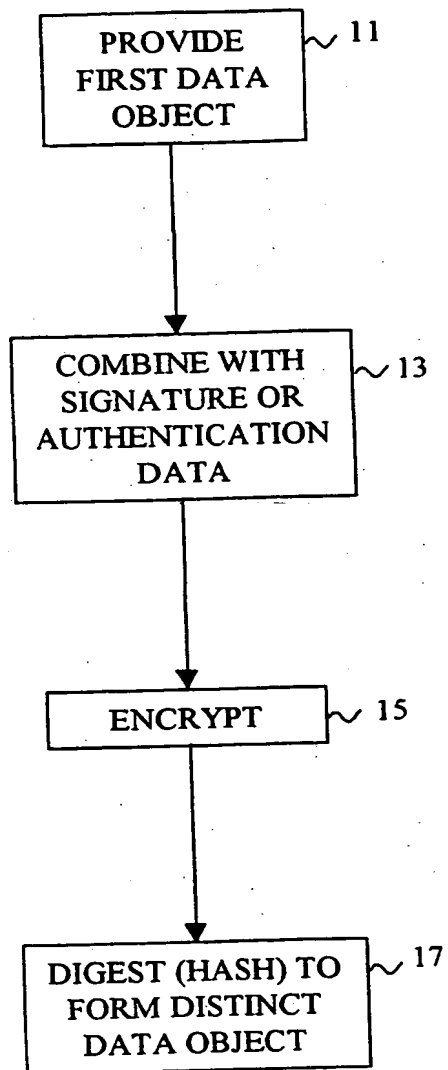 PROVIDE
FIRST DATA
OBJECT
11
COMBINE WITH
SIGNATURE OR
AUTHENTICATION
DATA
13
ENCRYPT
15
DIGEST (HASH) TO
FORM DISTINCT
DATA OBJECT
17